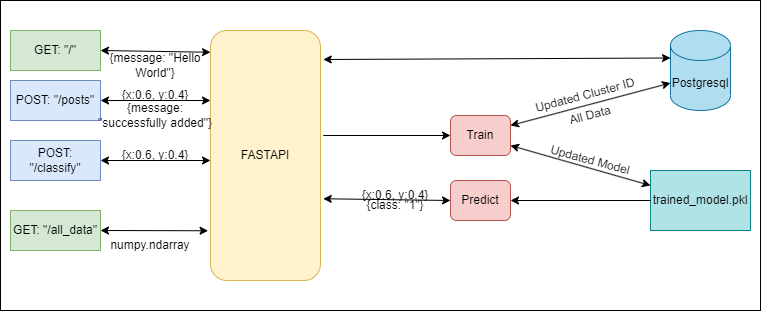 GET: "/"
{message: "Hello
World"}
POST: "/posts"
{x:0.6, y:0.4}
{message:
"successfully added"}
POST:
"/classify"
{x:0.6, y:0.4}
GET: "/all_data"
numpy.ndarray
FASTAPI
Train
Predict
{x:0.6, y:0.4}
{class: "1"}
Updated Cluster ID
All Data
Updated Model
Postgresql
trained_model.pkl